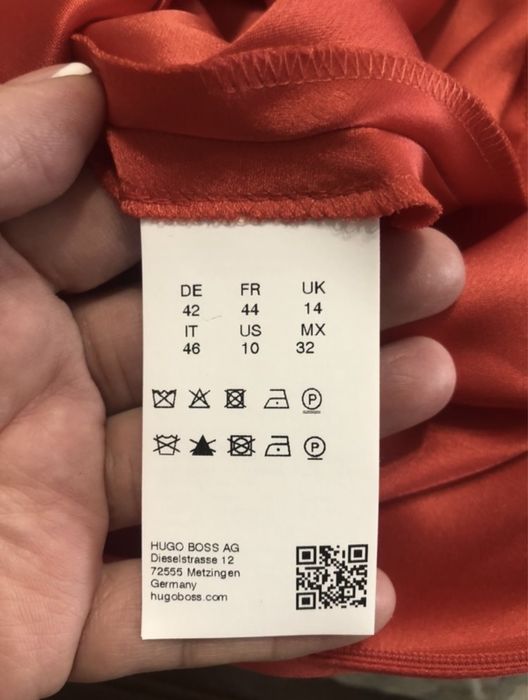 DE FR UK
42 44 14
IT US MX
46 10 32
P
P
HUGO BOSS AG
Dieselstrasse 12
72555 Metzingen
Germany
hugoboss.com